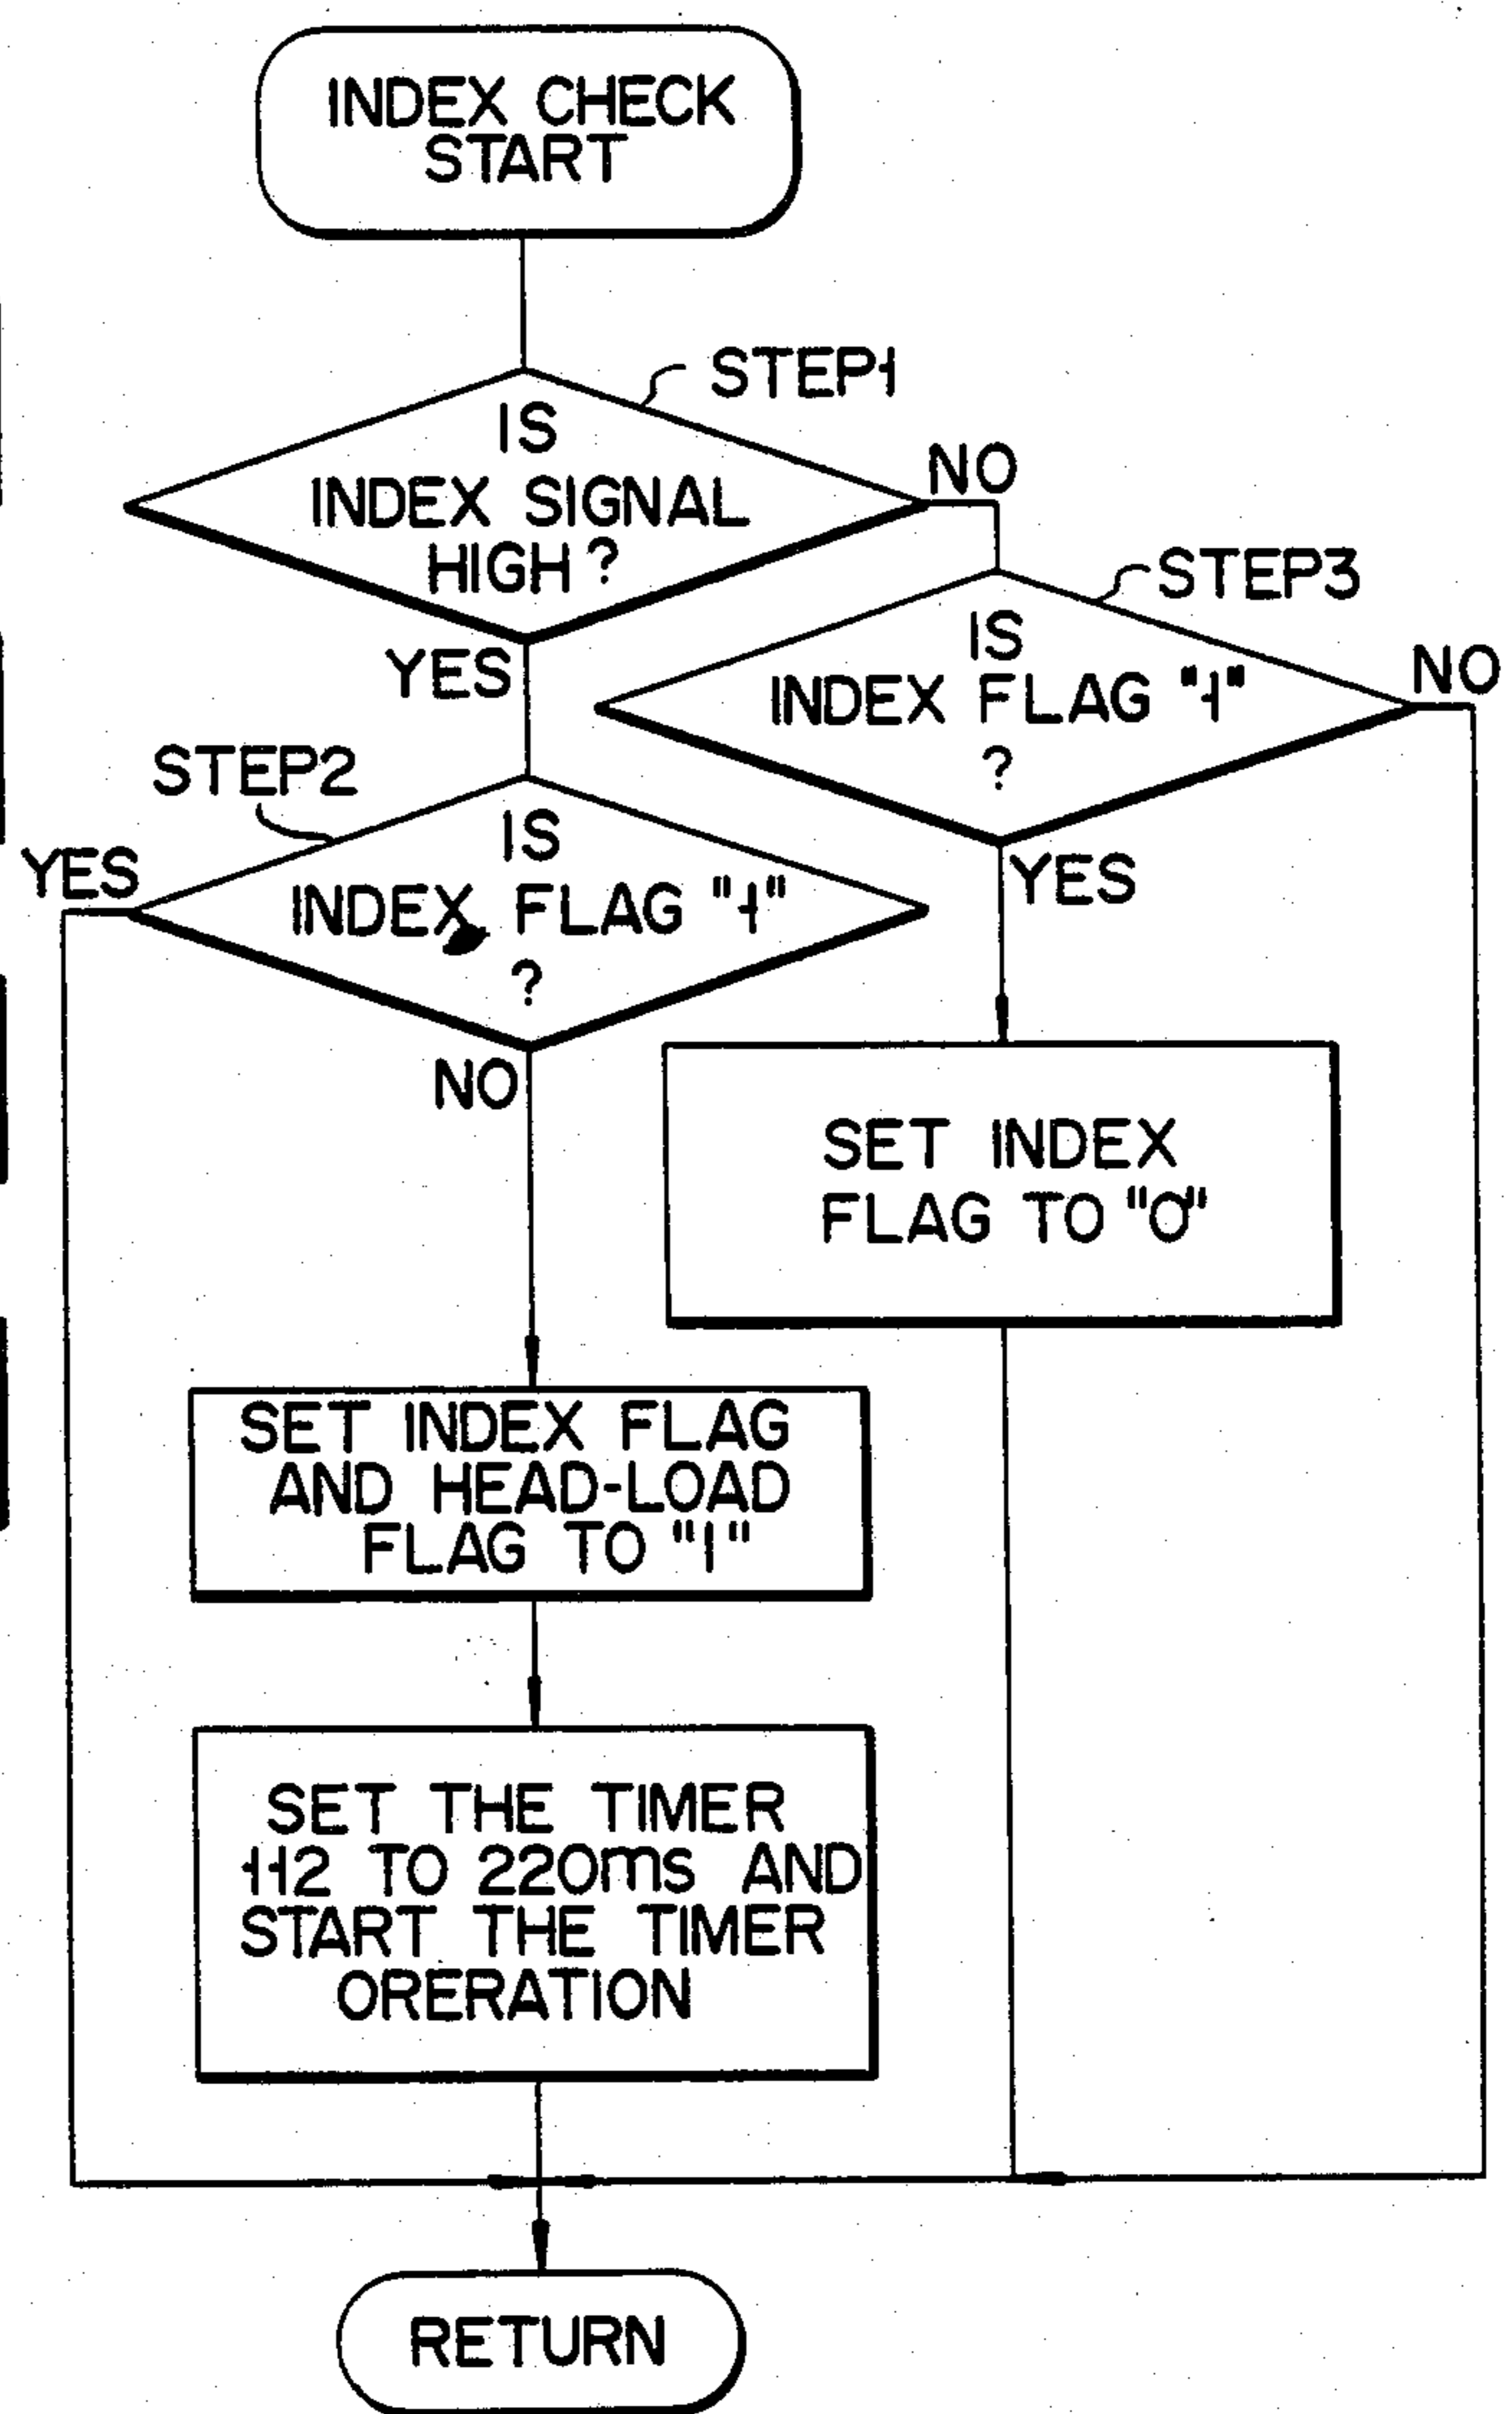 INDEX CHECK
START
STEP1
IS
INDEX SIGNAL
HIGH?
NO
YES
STEP3
IS
INDEX FLAG "1"
?
NO
YES
STEP2
IS
INDEX FLAG "1"
?
YES
NO
SET INDEX
FLAG TO "0"
SET INDEX FLAG
AND HEAD-LOAD
FLAG TO "1"
SET THE TIMER
112 TO 220ms AND
START THE TIMER
ORERATION
RETURN